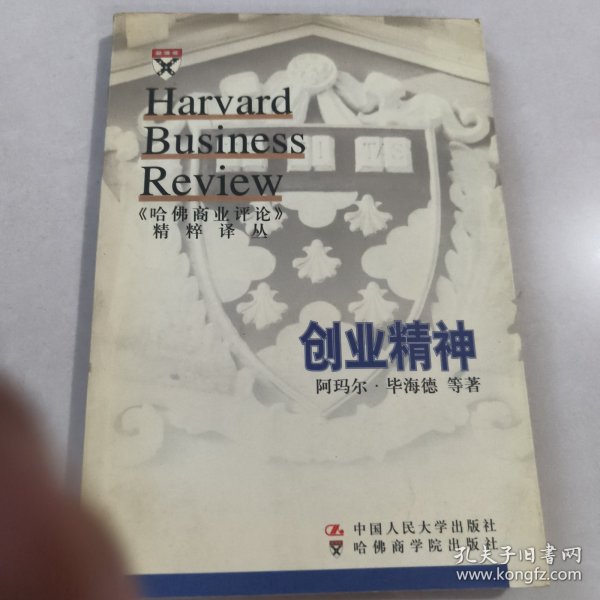 Harvard
Business
Review
《哈佛商业评论》
精粹译丛
创业精神
阿玛尔·毕海德 等著
中国人民大学出版社
哈佛商学院出版社
孔夫子旧书网
www.kongfz.com